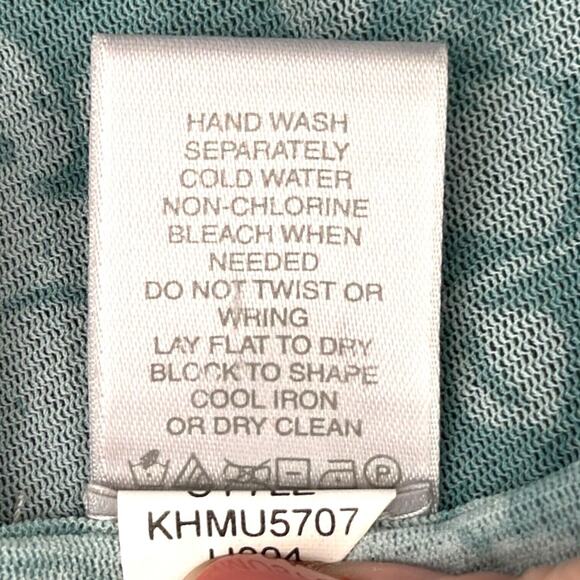 HAND WASH
SEPARATELY
COLD WATER
NON-CHLORINE
BLEACH WHEN
NEEDED
DO NOT TWIST OR
WRING
LAY FLAT TO DRY
BLOCK TO SHAPE
COOL IRON
OR DRY CLEAN
P
STYLE
KHMU5707